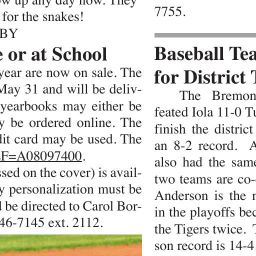 ow up any day now. They
for the snakes!
BY
e or at School
year are now on sale. The
May 31 and will be deliv-
yearbooks may either be
y be ordered online. The
dit card may be used. The
F=A08097400.
ssed on the cover) is avail-
y personalization must be
d be directed to Carol Bor-
46-7145 ext. 2112.
7755.
Baseball Tea
for District T
The Bremon
feated Iola 11-0 Tu
finish the district
an 8-2 record. A
also had the same
two teams are co-
Anderson is the n
in the playoffs bec
the Tigers twice. T
son record is 14-4